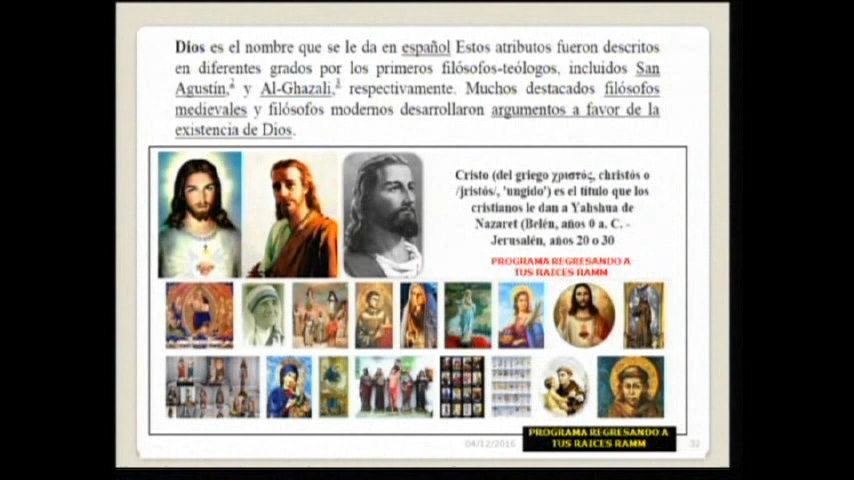 Dios es el nombre que se le da en español Estos atributos fueron descritos
en diferentes grados por los primeros filósofos-teólogos, incluidos San
Agustín,2 y Al-Ghazali,3 respectivamente. Muchos destacados filósofos
medievales y filósofos modernos desarrollaron argumentos a favor de la
existencia de Dios.
Cristo (del griego χριστός, christós o
/jristós/, 'ungido') es el título que los
cristianos le dan a Yahshua de
Nazaret (Belén, años 0 a. C. -
Jerusalén, años 20 o 30
PROGRAMA REGRESANDO A
TUS RAICES RAMM
PROGRAMA REGRESANDO A
TUS RAICES RAMM
04/12/2016
32